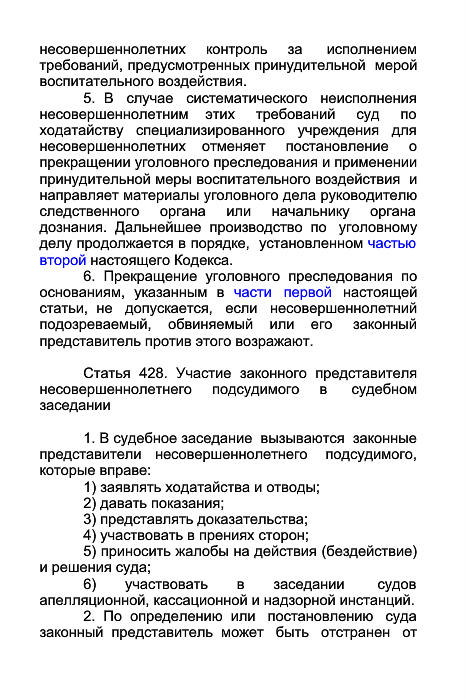 несовершеннолетних контроль за исполнением
требований, предусмотренных принудительной мерой
воспитательного воздействия.
5. В случае систематического неисполнения
несовершеннолетним этих требований суд по
ходатайству специализированного учреждения для
несовершеннолетних отменяет постановление о
прекращении уголовного преследования и применении
принудительной меры воспитательного воздействия и
направляет материалы уголовного дела руководителю
следственного органа или начальнику органа
дознания. Дальнейшее производство по уголовному
делу продолжается в порядке, установленном частью
второй настоящего Кодекса.
6. Прекращение уголовного преследования по
основаниям, указанным в части первой настоящей
статьи, не допускается, если несовершеннолетний
подозреваемый, обвиняемый или его законный
представитель против этого возражают.
Статья 428. Участие законного представителя
несовершеннолетнего подсудимого в судебном
заседании
1. В судебное заседание вызываются законные
представители несовершеннолетнего подсудимого,
которые вправе:
1) заявлять ходатайства и отводы;
2) давать показания;
3) представлять доказательства;
4) участвовать в прениях сторон;
5) приносить жалобы на действия (бездействие)
и решения суда;
6) участвовать в заседании судов
апелляционной, кассационной и надзорной инстанций.
2. По определению или постановлению суда
законный представитель может быть отстранен от